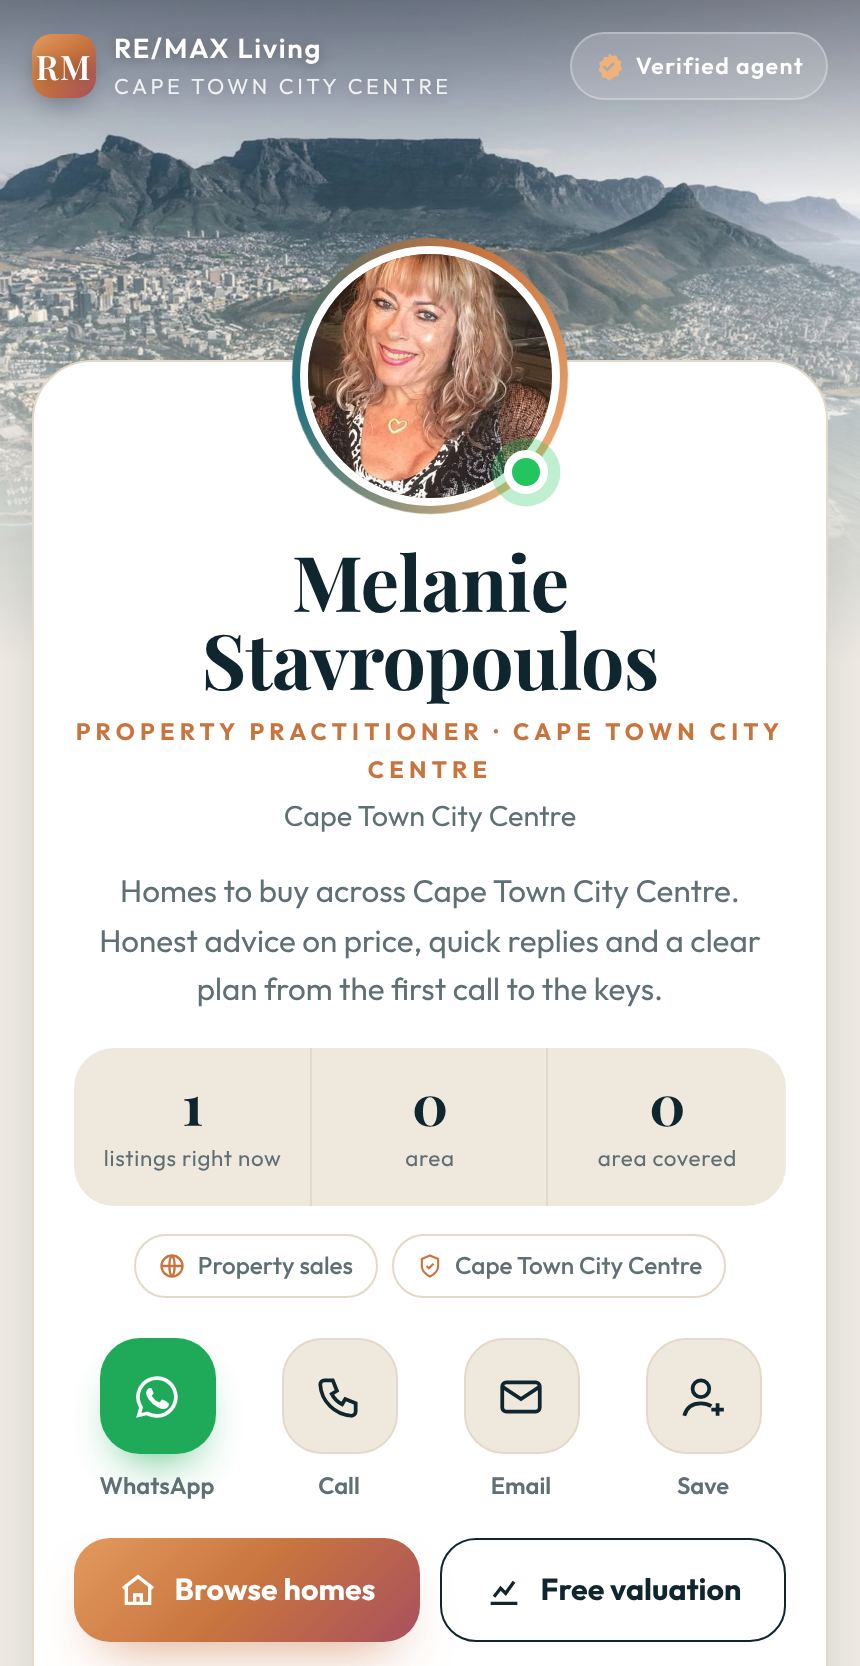 RM
RE/MAX Living
CAPE TOWN CITY CENTRE
Verified agent
Melanie
Stavropoulos
PROPERTY PRACTITIONER · CAPE TOWN CITY
CENTRE
Cape Town City Centre
Homes to buy across Cape Town City Centre.
Honest advice on price, quick replies and a clear
plan from the first call to the keys.
1
listings right now
0
area
0
area covered
Property sales
Cape Town City Centre
WhatsApp
Call
Email
Save
Browse homes
Free valuation